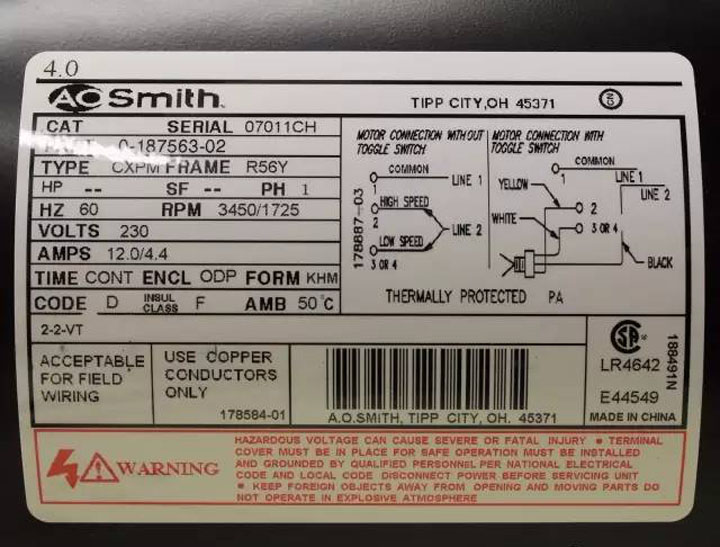 4.0
AO Smith.
TIPP CITY,OH 45371
CAT SERIAL 07011CH
0-187563-02
TYPE CXPM FRAME R56Y
HP -- SF -- PH 1
HZ 60 RPM 3450/1725
VOLTS 230
AMPS 12.0/4.4
TIME CONT ENCL ODP FORM KHM
CODE D INSUL CLASS F AMB 50°C
178887-03
MOTOR CONNECTION WITHOUT
TOGGLE SWITCH
COMMON
1
LINE 1
HIGH SPEED
2
LINE 2
LOW SPEED
3 OR 4
MOTOR CONNECTION WITH
TOGGLE SWITCH
COMMON
1
LINE 1
LINE 2
YELLOW
2
WHITE
3 OR 4
BLACK
THERMALLY PROTECTED PA
2-2-VT
ACCEPTABLE
FOR FIELD
WIRING
USE COPPER
CONDUCTORS
ONLY
178584-01
A.O.SMITH, TIPP CITY, OH. 45371
LR4642
E44549
MADE IN CHINA
188491N
WARNING
HAZARDOUS VOLTAGE CAN CAUSE SEVERE OR FATAL INJURY • TERMINAL
COVER MUST BE IN PLACE FOR SAFE OPERATION MUST BE INSTALLED
AND GROUNDED BY QUALIFIED PERSONNEL PER NATIONAL ELECTRICAL
CODE AND LOCAL CODE DISCONNECT POWER BEFORE SERVICING UNIT
• KEEP FOREIGN OBJECTS AWAY FROM OPENING AND MOVING PARTS DO
NOT OPERATE IN EXPLOSIVE ATMOSPHERE